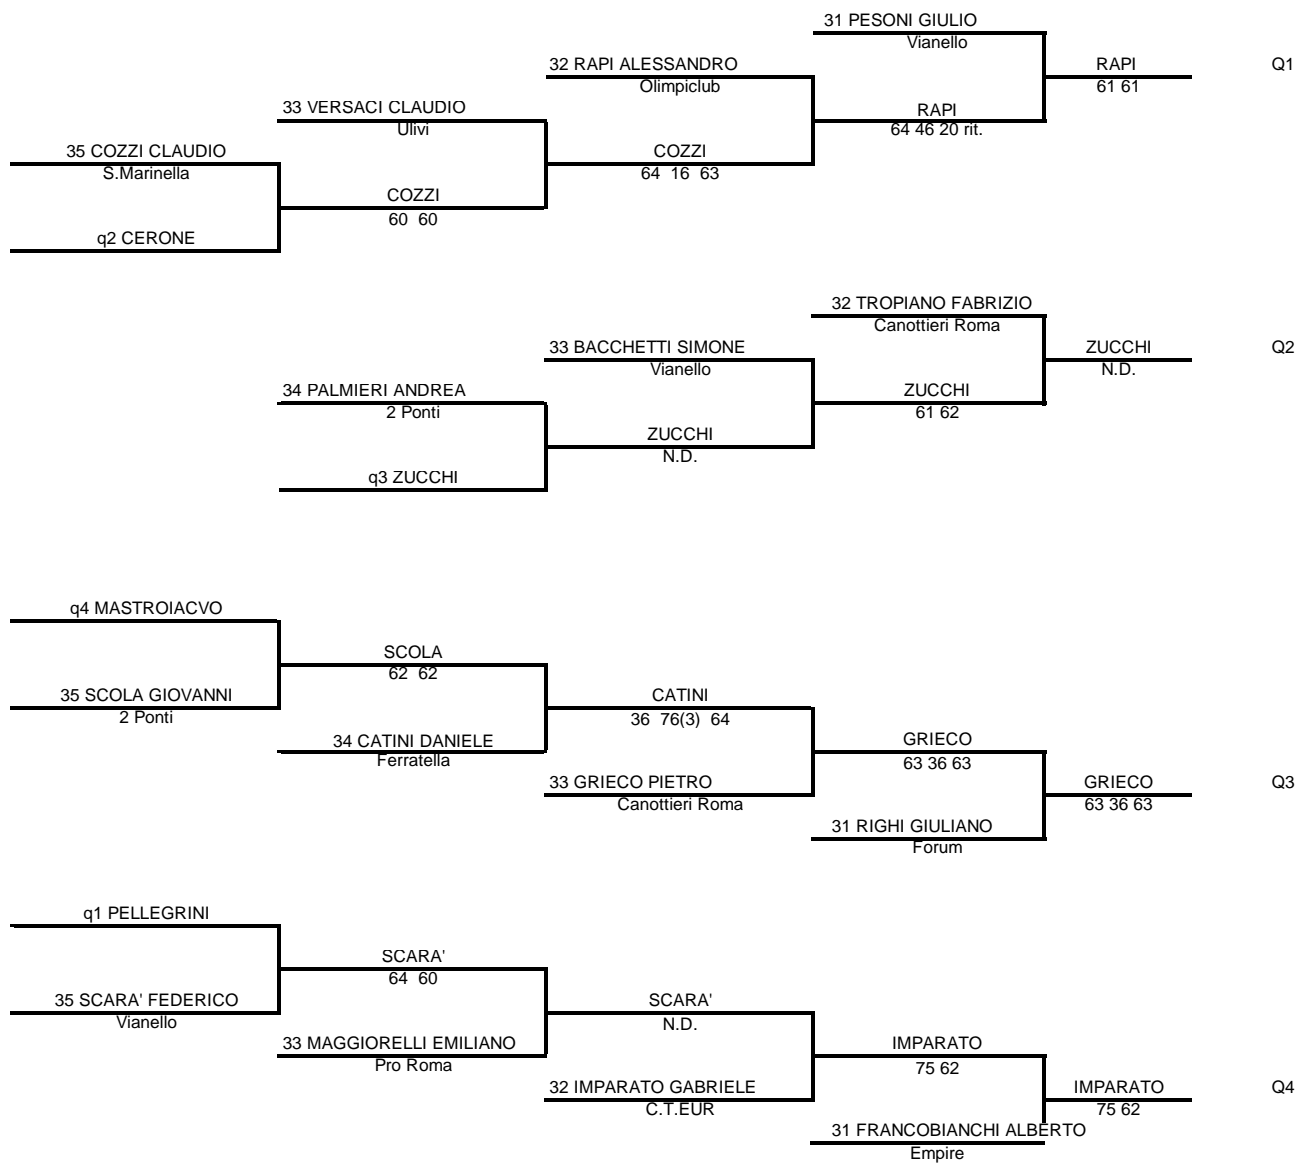 31 PESONI GIULIO
Vianello
32 RAPI ALESSANDRO
Olimpiclub
RAPI
61 61
Q1
33 VERSACI CLAUDIO
Ulivi
RAPI
64 46 20 rit.
35 COZZI CLAUDIO
S.Marinella
COZZI
64 16 63
COZZI
60 60
q2 CERONE
32 TROPIANO FABRIZIO
Canottieri Roma
33 BACCHETTI SIMONE
Vianello
ZUCCHI
N.D.
Q2
34 PALMIERI ANDREA
2 Ponti
ZUCCHI
61 62
ZUCCHI
N.D.
q3 ZUCCHI
q4 MASTROIACVO
SCOLA
62 62
35 SCOLA GIOVANNI
2 Ponti
CATINI
36 76(3) 64
34 CATINI DANIELE
Ferratella
GRIECO
63 36 63
33 GRIECO PIETRO
Canottieri Roma
GRIECO
63 36 63
Q3
31 RIGHI GIULIANO
Forum
q1 PELLEGRINI
SCARA'
64 60
35 SCARA' FEDERICO
Vianello
SCARA'
N.D.
33 MAGGIORELLI EMILIANO
Pro Roma
IMPARATO
75 62
32 IMPARATO GABRIELE
C.T.EUR
IMPARATO
75 62
Q4
31 FRANCOBIANCHI ALBERTO
Empire